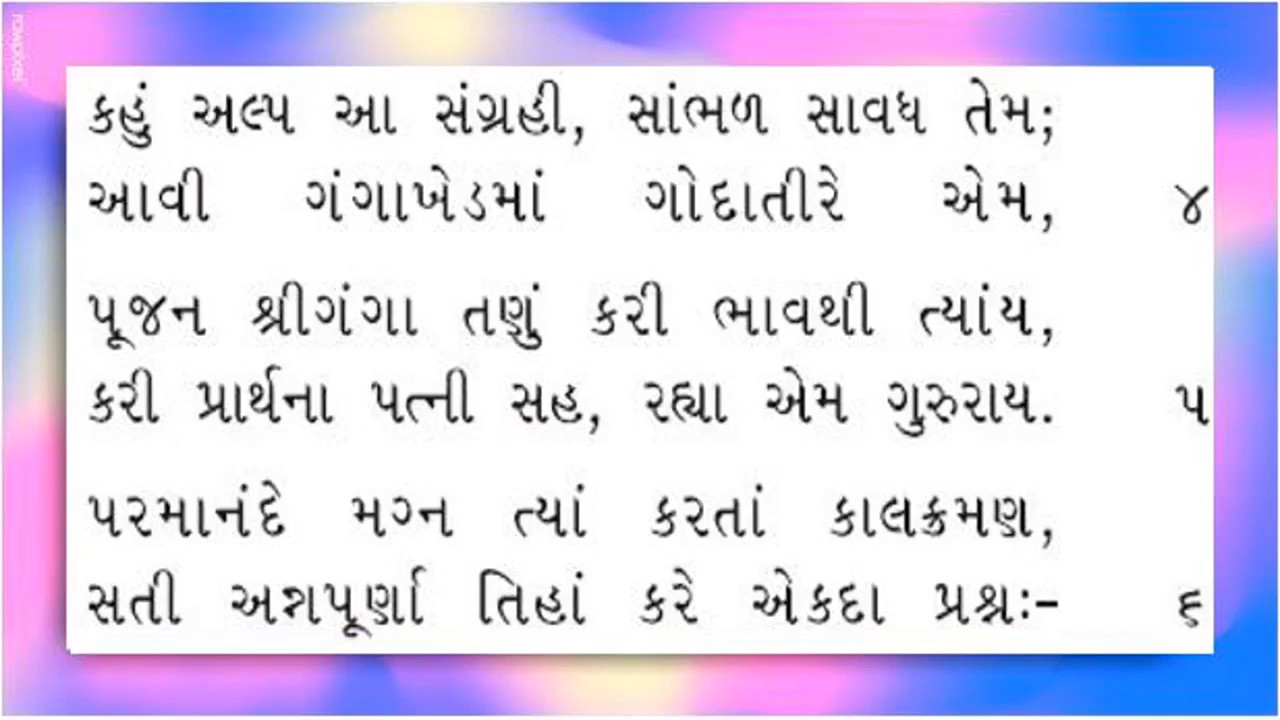 rawpixel
કહું અલ્પ આ સંગ્રહી, સાંભળ સાવધ તેમ;
આવી ગંગાખેડમાં ગોદાતીરે એમ, ૪
પૂજન શ્રીગંગા તણું કરી ભાવથી ત્યાંય,
કરી પ્રાર્થના પત્ની સહ, રહ્યા એમ ગુરુરાય. ૫
પરમાનંદે મગ્ન ત્યાં કરતાં કાલક્રમણ,
સતી અન્નપૂર્ણા તિહાં કરે એકદા પ્રશ્નઃ- ૬